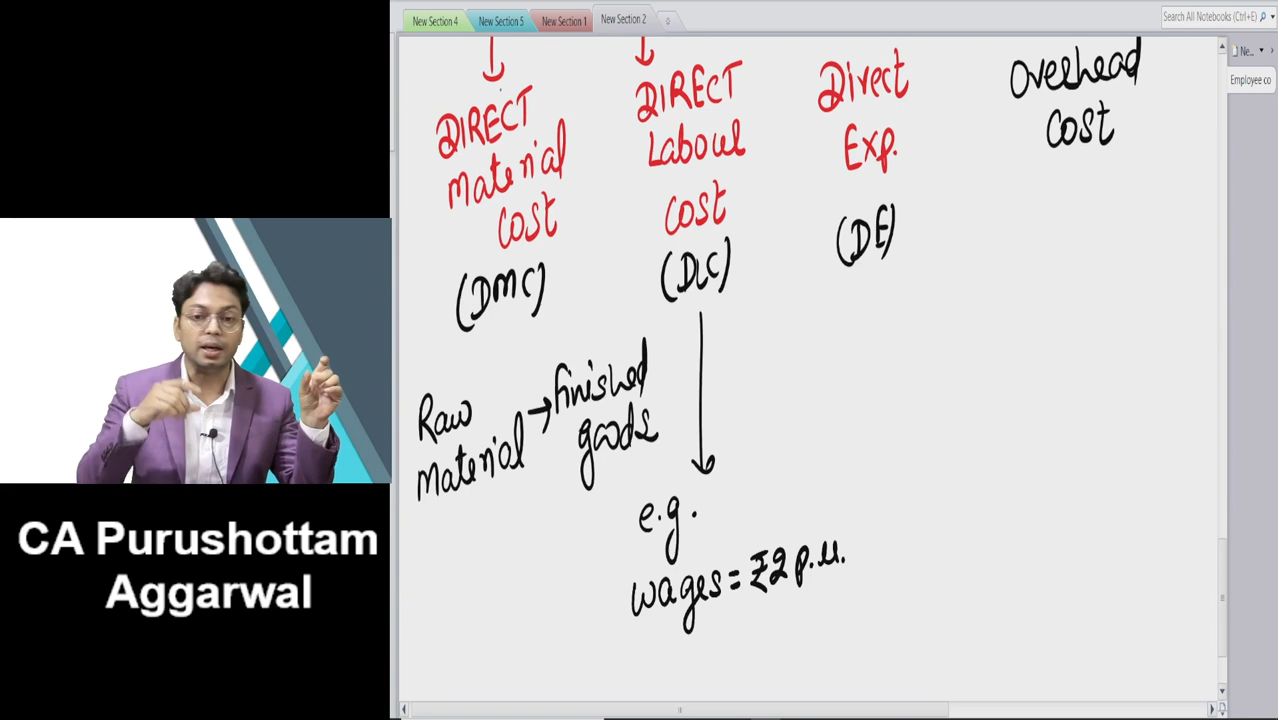 New Section 4
New Section 5
New Section 1
New Section 2
Search All Notebooks (Ctrl+E)
Ne...
Employee co
DIRECT
Material
Cost
(DMC)
DIRECT
Labour
Cost
(DLC)
Direct
Exp.
(DE)
Overhead
Cost
Raw
Material → finished
goods
e.g.
wages = ₹2 p.u.
CA Purushottam
Aggarwal